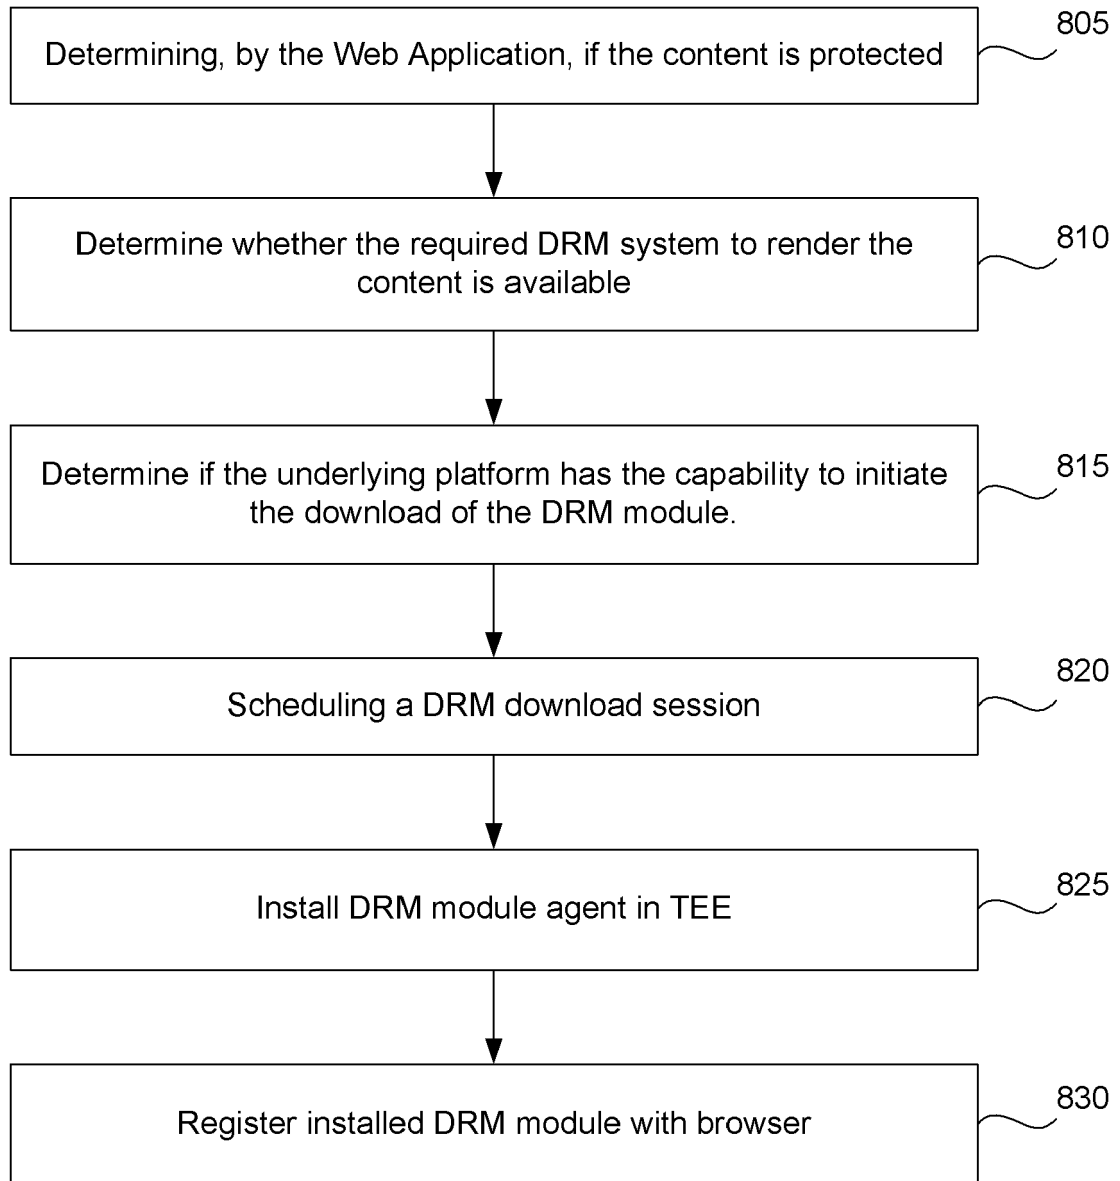 Determining, by the Web Application, if the content is protected
805
Determine whether the required DRM system to render the
content is available
810
Determine if the underlying platform has the capability to initiate
the download of the DRM module.
815
Scheduling a DRM download session
820
Install DRM module agent in TEE
825
Register installed DRM module with browser
830